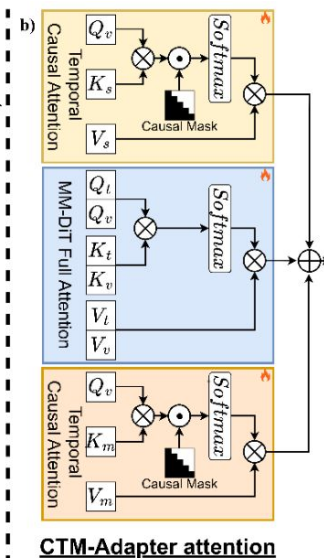 b)
Temporal
Causal Attention
Q_v
K_s
V_s
Softmax
Causal Mask
MM-DiT Full Attention
Q_t
Q_v
K_t
K_v
V_t
V_v
Softmax
Temporal
Causal Attention
Q_v
K_m
V_m
Softmax
Causal Mask
CTM-Adapter attention